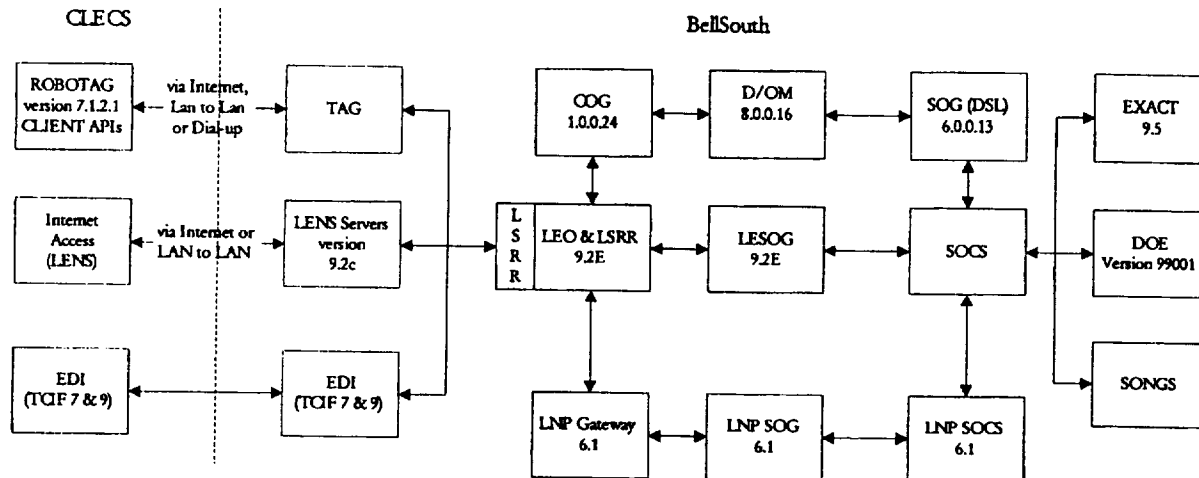 CLECS
BellSouth
ROBOTAG
version 7.1.2.1
CLIENT APIs
via Internet,
Lan to Lan
or Dial-up
TAG
COG
1.0.0.24
D/OM
8.0.0.16
SOG (DSL)
6.0.0.13
EXACT
9.5
Internet
Access
(LENS)
via Internet or
LAN to LAN
LENS Servers
version
9.2c
L
S
R
R
LEO & LSRR
9.2E
LESOG
9.2E
SOCS
DOE
Version 99001
EDI
(TCIF 7 & 9)
EDI
(TCIF 7 & 9)
LNP Gateway
6.1
LNP SOG
6.1
LNP SOCS
6.1
SONGS